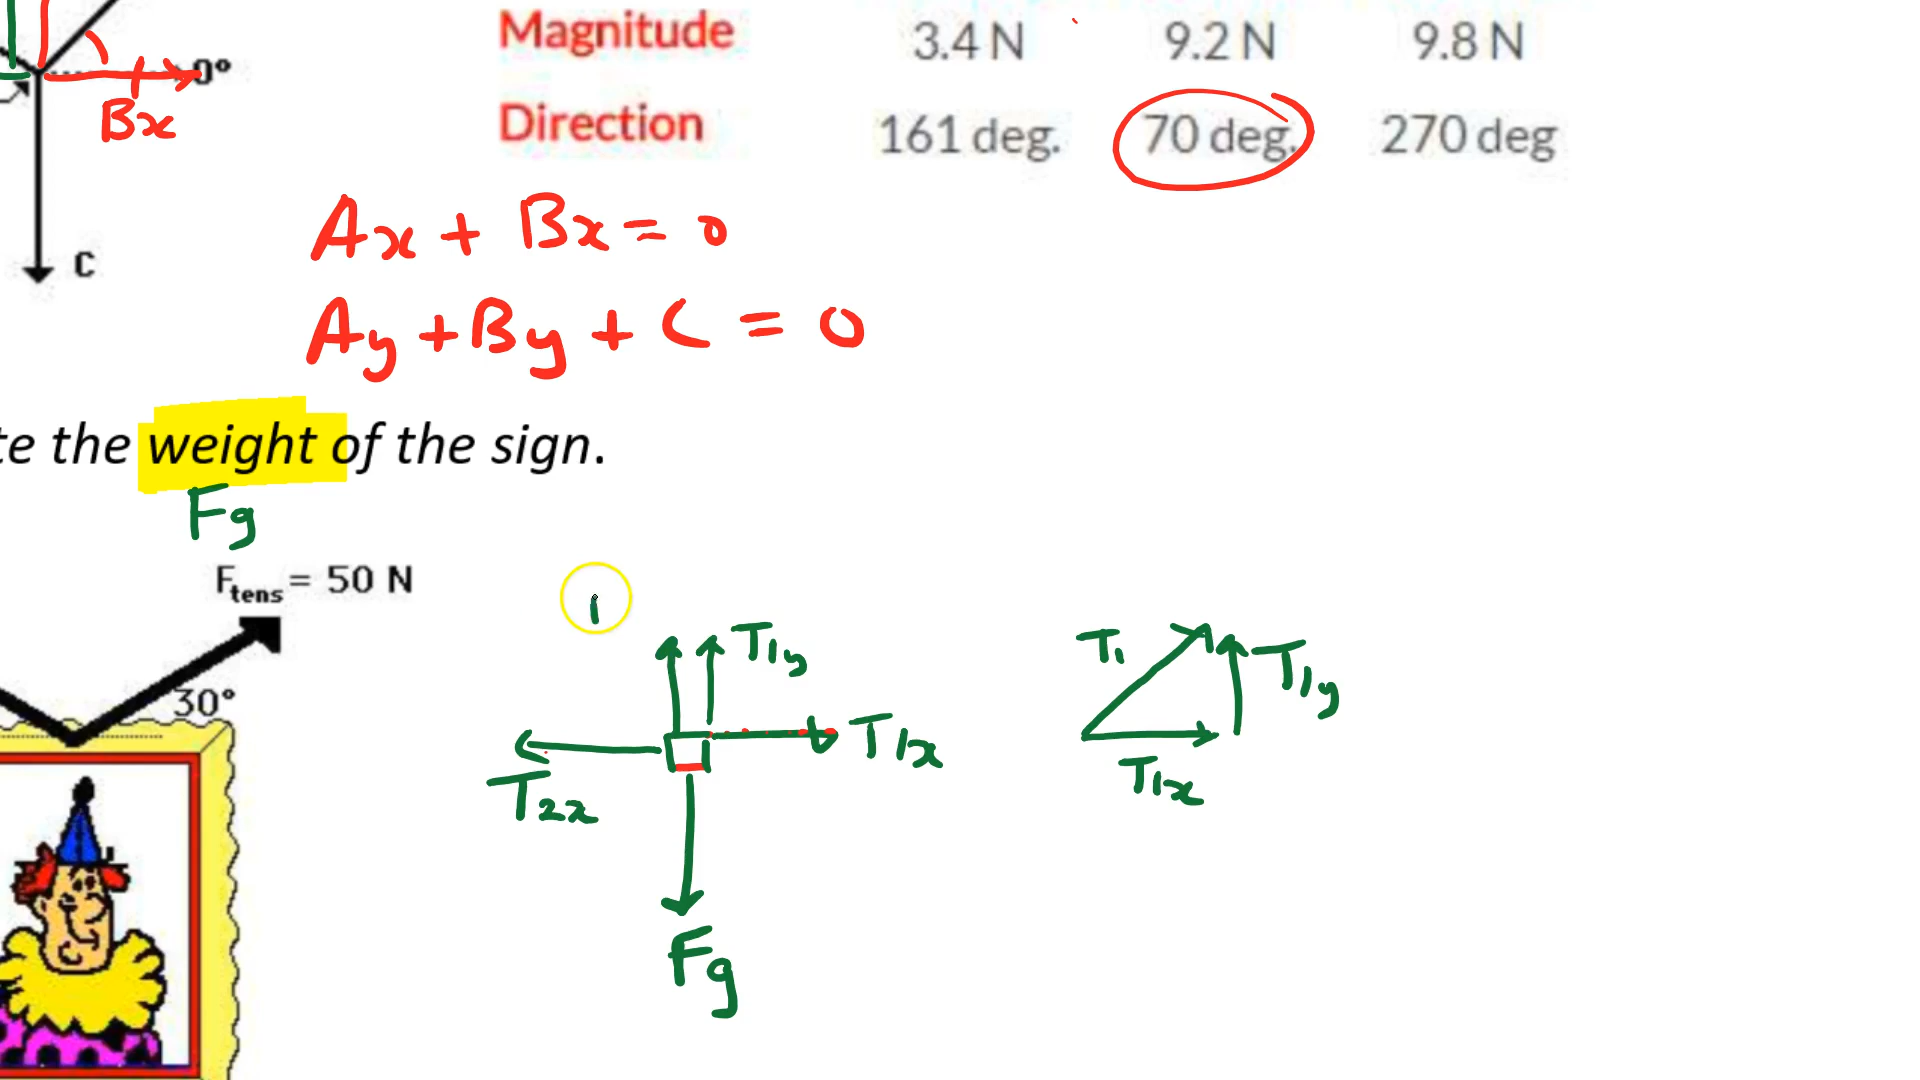 Magnitude 3.4 N 9.2 N 9.8 N
0°
Bx
Direction 161 deg. 70 deg. 270 deg
Ax + Bx = 0
C
Ay + By + C = 0
te the weight of the sign.
Fg
Ftens = 50 N
30°
T1y
T1x
T2x
Fg
T1
T1y
T1x